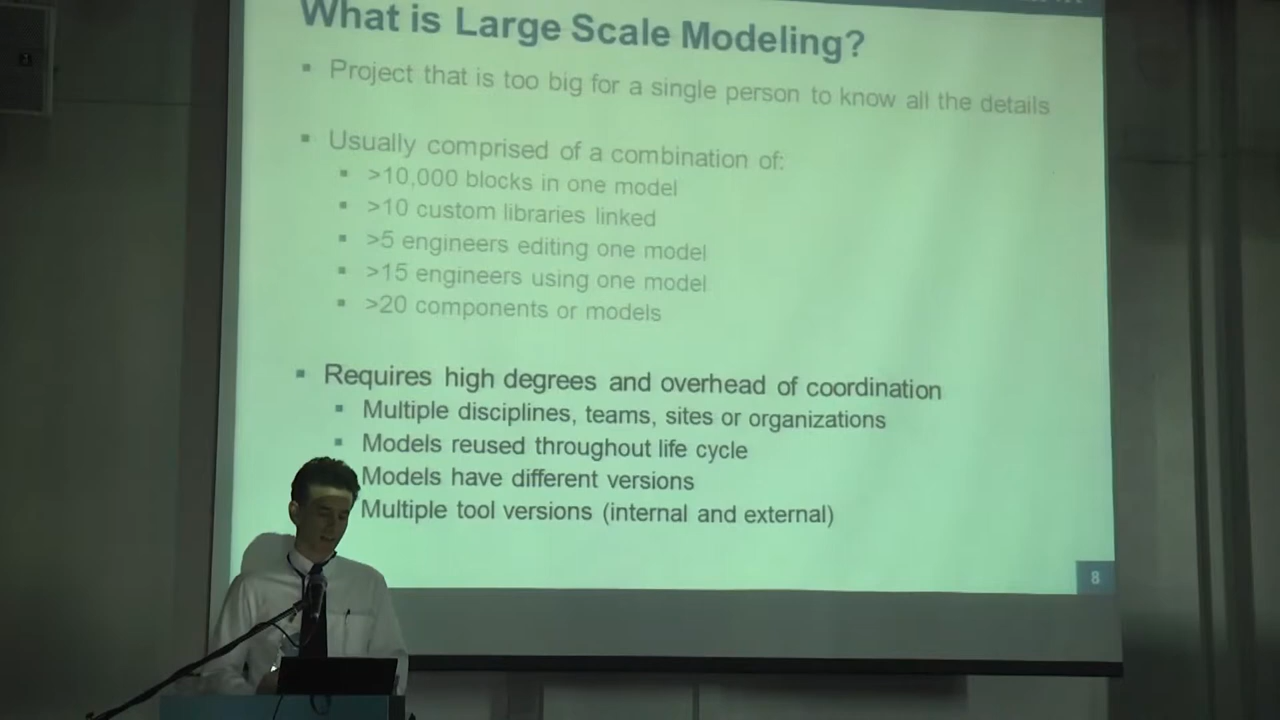 What is Large Scale Modeling?
Project that is too big for a single person to know all the details
Usually comprised of a combination of:
>10,000 blocks in one model
>10 custom libraries linked
>5 engineers editing one model
>15 engineers using one model
>20 components or models
Requires high degrees and overhead of coordination
Multiple disciplines, teams, sites or organizations
Models reused throughout life cycle
Models have different versions
Multiple tool versions (internal and external)
8